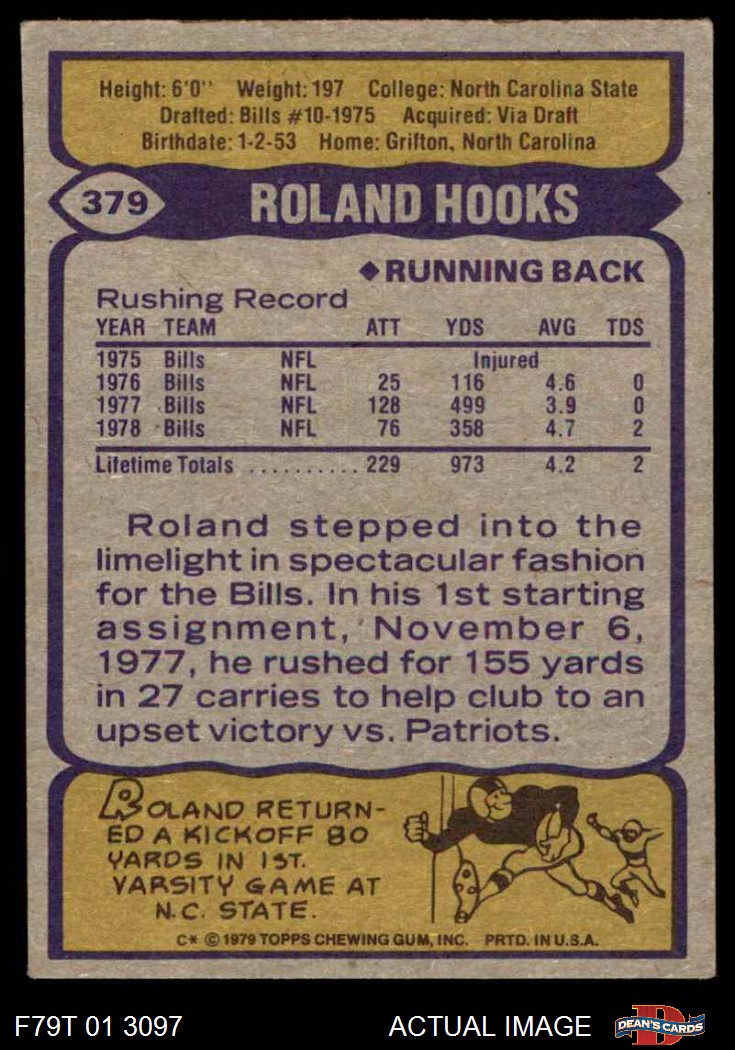 Height: 6'0'' Weight: 197 College: North Carolina State
Drafted: Bills #10-1975 Acquired: Via Draft
Birthdate: 1-2-53 Home: Grifton, North Carolina
379 ROLAND HOOKS
◆RUNNING BACK
Rushing Record
YEAR TEAM ATT YDS AVG TDS
1975 Bills NFL Injured
1976 Bills NFL 25 116 4.6 0
1977 Bills NFL 128 499 3.9 0
1978 Bills NFL 76 358 4.7 2
Lifetime Totals .......... 229 973 4.2 2
Roland stepped into the
limelight in spectacular fashion
for the Bills. In his 1st starting
assignment, November 6,
1977, he rushed for 155 yards
in 27 carries to help club to an
upset victory vs. Patriots.
ROLAND RETURN-
ED A KICKOFF 80
YARDS IN 1ST.
VARSITY GAME AT
N.C. STATE.
C* © 1979 TOPPS CHEWING GUM, INC. PRTD. IN U.S.A.
F79T 01 3097 ACTUAL IMAGE D DEAN'S CARDS